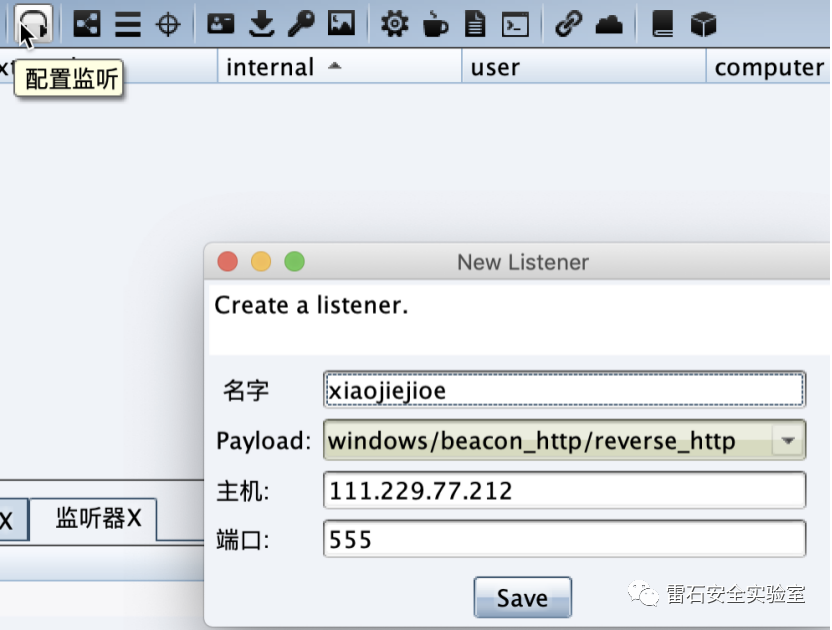 配置监听
internal
user
computer
New Listener
Create a listener.
名字
xiaojiejioe
Payload:
windows/beacon_http/reverse_http
主机:
111.229.77.212
端口:
555
X
监听器X
Save
雷石安全实验室